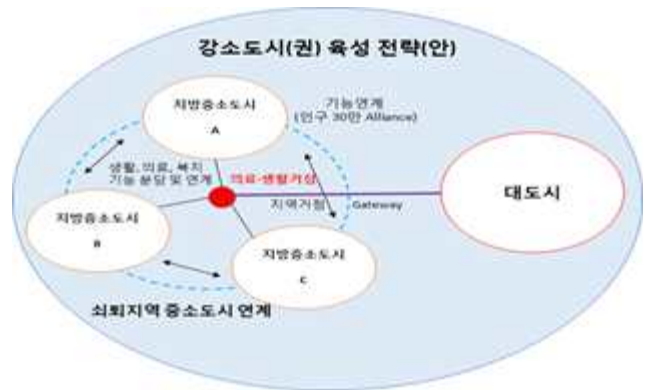 강소도시(권) 육성 전략(안)
지방중소도시
A
기능연계
(인구 30만 Alliance)
생활, 의료, 복지
기능 분담 및 연계
의료·생활거점
지역거점
Gateway
대도시
지방중소도시
B
지방중소도시
C
쇠퇴지역 중소도시 연계